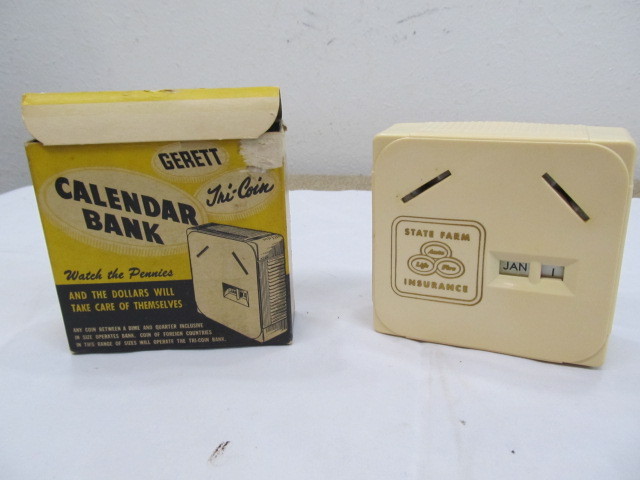 GERETT
Tri-Coin
CALENDAR
BANK
Watch the Pennies
AND THE DOLLARS WILL
TAKE CARE OF THEMSELVES
ANY COIN BETWEEN A DIME AND QUARTER INCLUSIVE
IN SIZE OPERATES BANK. COIN OF FOREIGN COUNTRIES
IN THIS RANGE OF SIZES WILL OPERATE THE TRI-COIN BANK.
STATE FARM
Auto
Life Fire
INSURANCE
JAN 1